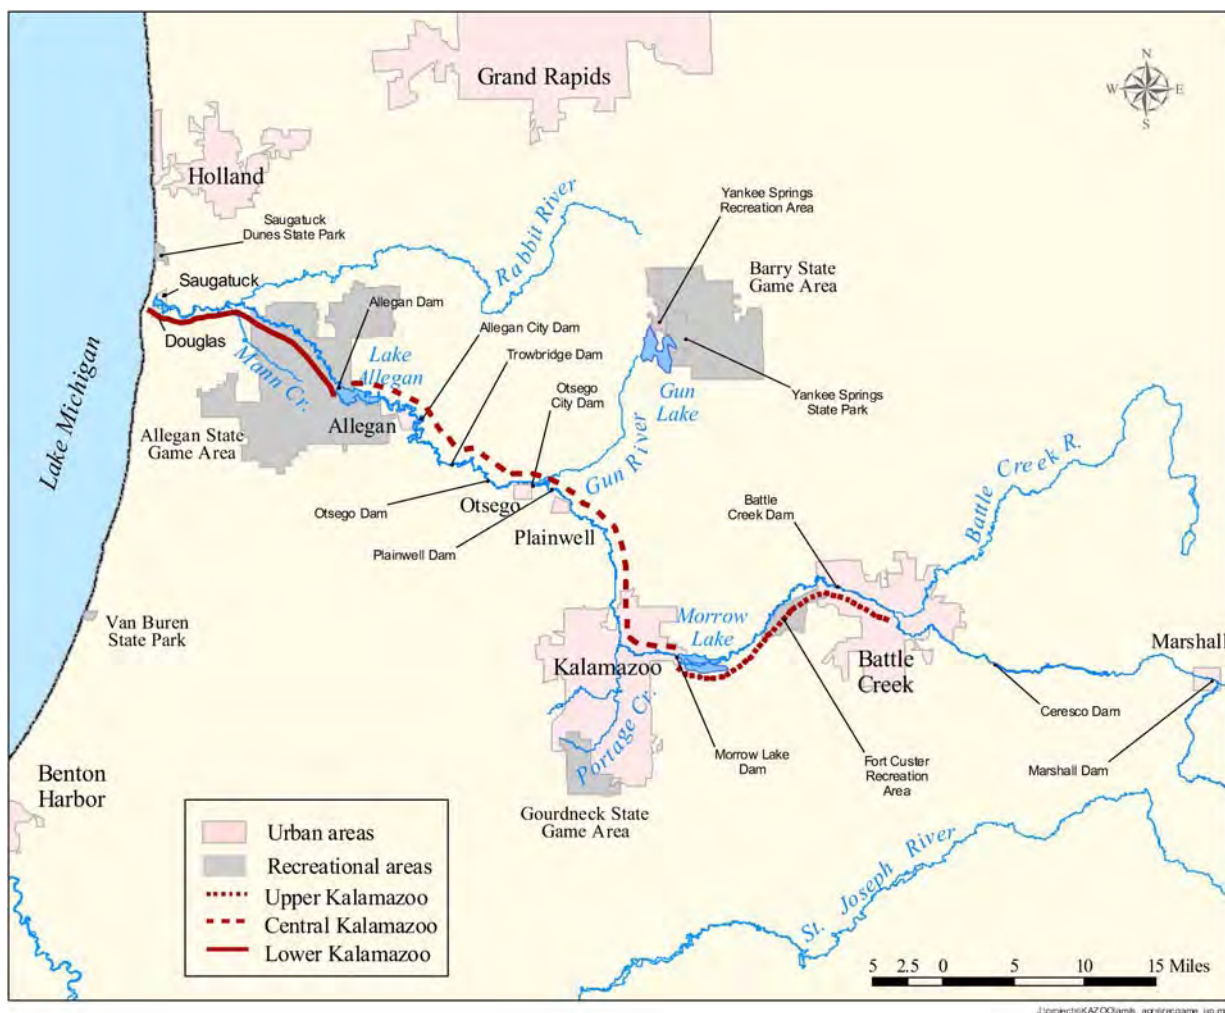 Grand Rapids
N
W
E
S
Holland
Saugatuck
Dunes State Park
Saugatuck
Douglas
Rabbit River
Yankee Springs
Recreation Area
Barry State
Game Area
Allegan Dam
Allegan City Dam
Trowbridge Dam
Otsego
City Dam
Lake
Allegan
Mann Cr.
Gun
Lake
Yankee Springs
State Park
Lake Michigan
Allegan
Allegan State
Game Area
Gun River
Otsego Dam
Otsego
Plainwell
Plainwell Dam
Battle
Creek Dam
Battle Creek R.
Van Buren
State Park
Morrow
Lake
Kalamazoo
Portage Cr.
Battle
Creek
Marshall
Ceresco Dam
Morrow Lake
Dam
Fort Custer
Recreation
Area
Marshall Dam
Benton
Harbor
Gourdneck State
Game Area
St. Joseph River
Urban areas
Recreational areas
Upper Kalamazoo
Central Kalamazoo
Lower Kalamazoo
5 2.5 0 5 10 15 Miles